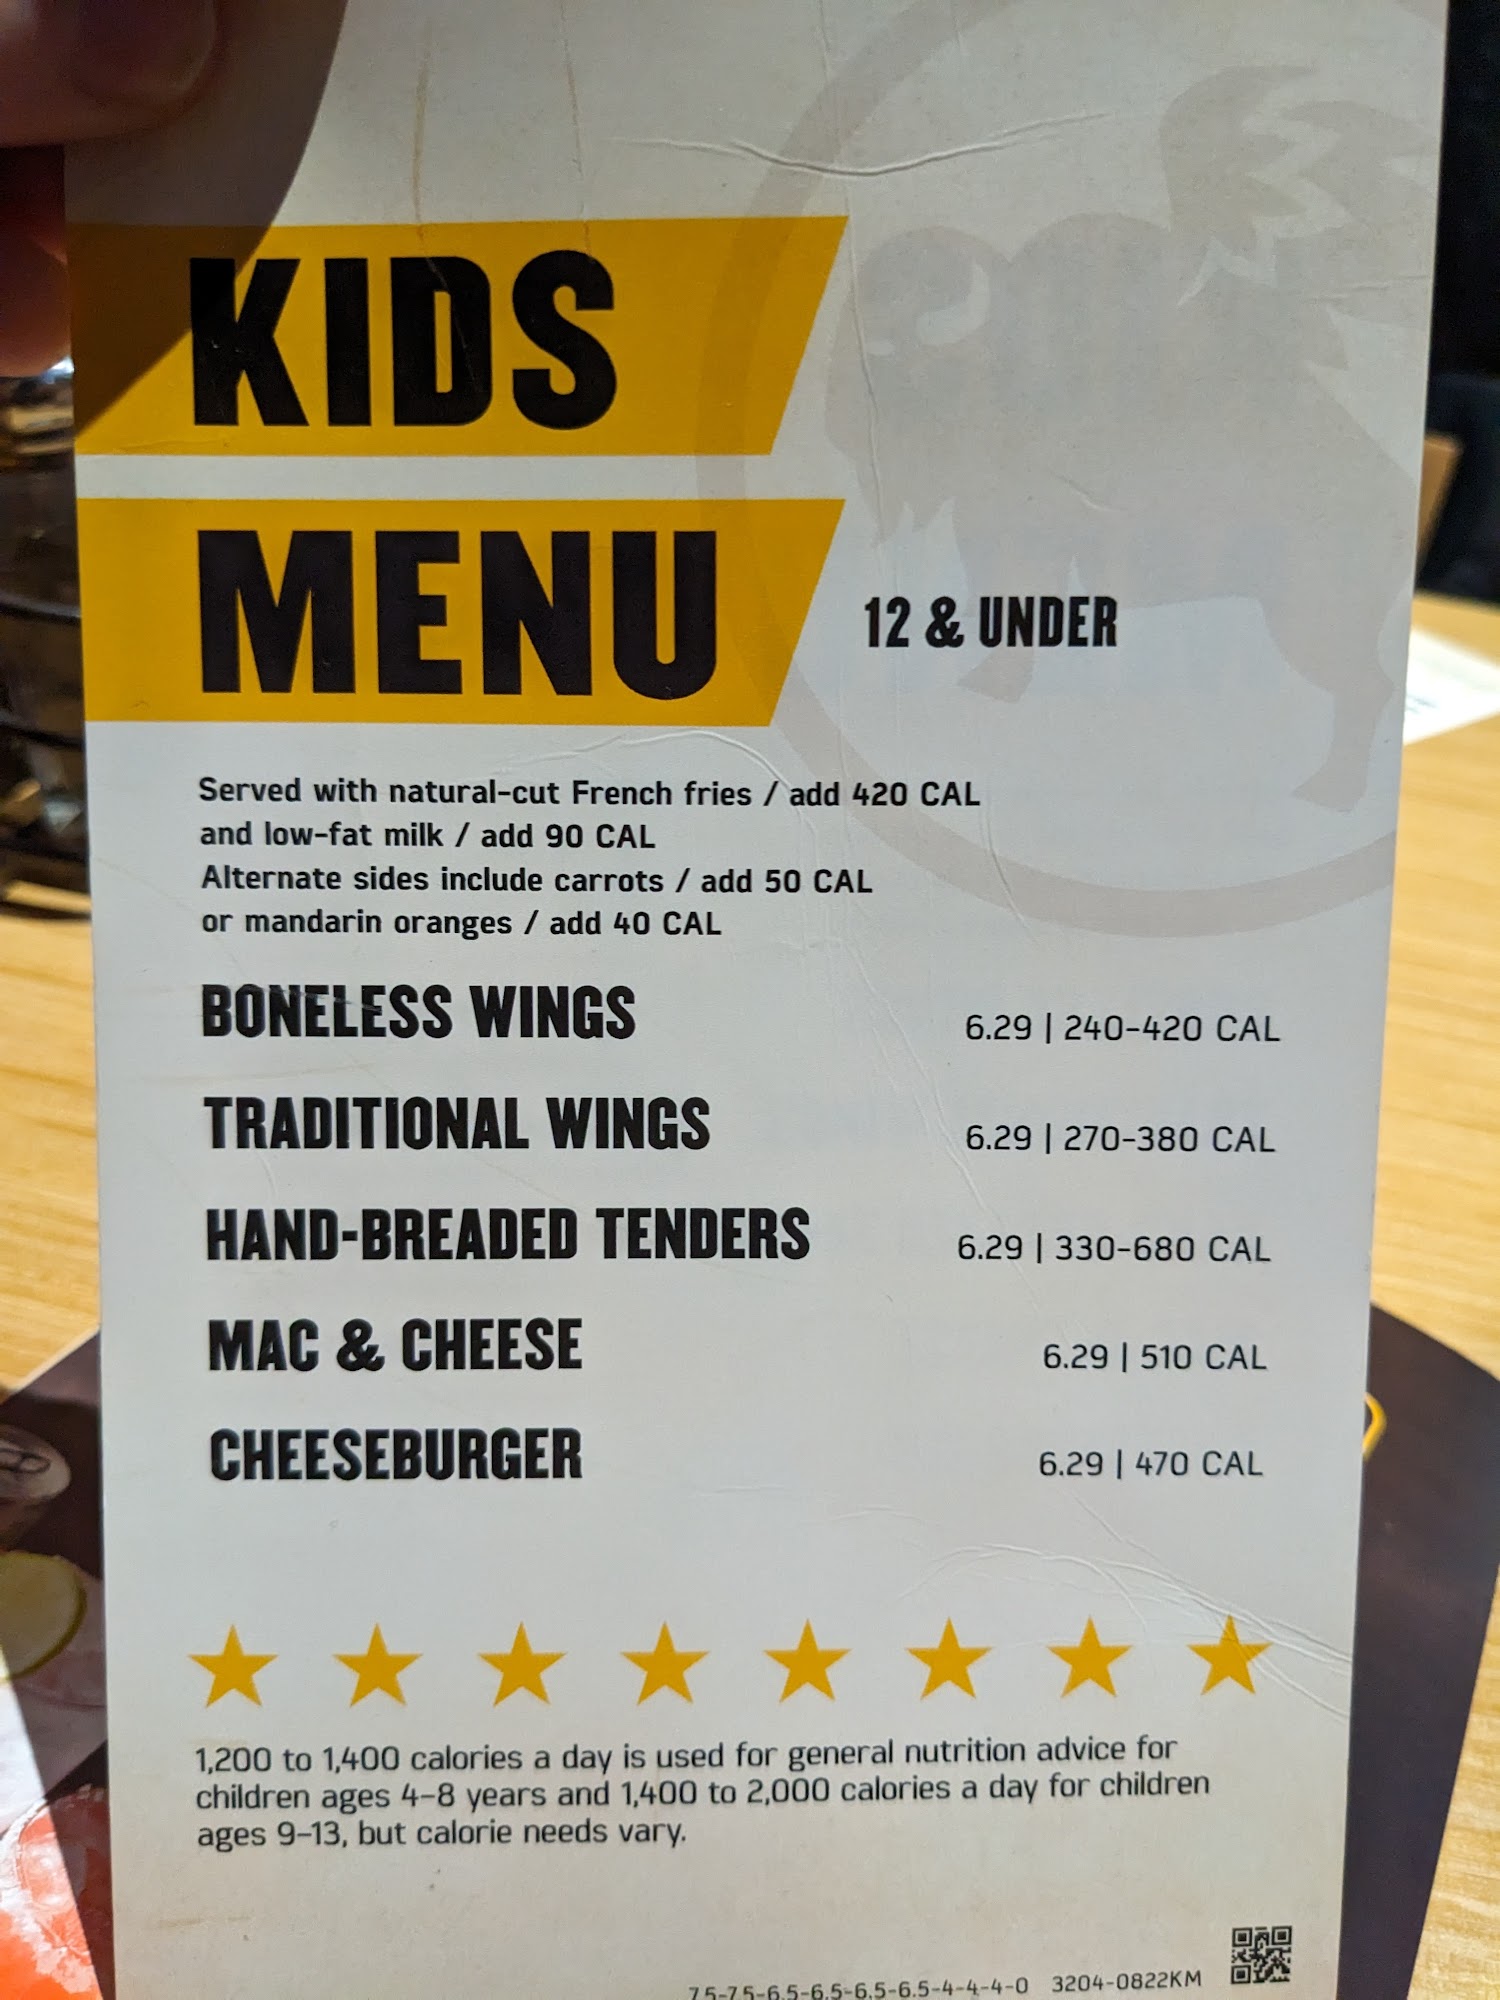 KIDS
MENU
12 & UNDER
Served with natural-cut French fries / add 420 CAL
and low-fat milk / add 90 CAL
Alternate sides include carrots / add 50 CAL
or mandarin oranges / add 40 CAL
BONELESS WINGS 6.29 | 240-420 CAL
TRADITIONAL WINGS 6.29 | 270-380 CAL
HAND-BREADED TENDERS 6.29 | 330-680 CAL
MAC & CHEESE 6.29 | 510 CAL
CHEESEBURGER 6.29 | 470 CAL
1,200 to 1,400 calories a day is used for general nutrition advice for
children ages 4-8 years and 1,400 to 2,000 calories a day for children
ages 9-13, but calorie needs vary.
7.5-7.5-6.5-6.5-6.5-6.5-4-4-4-0 3204-0822KM